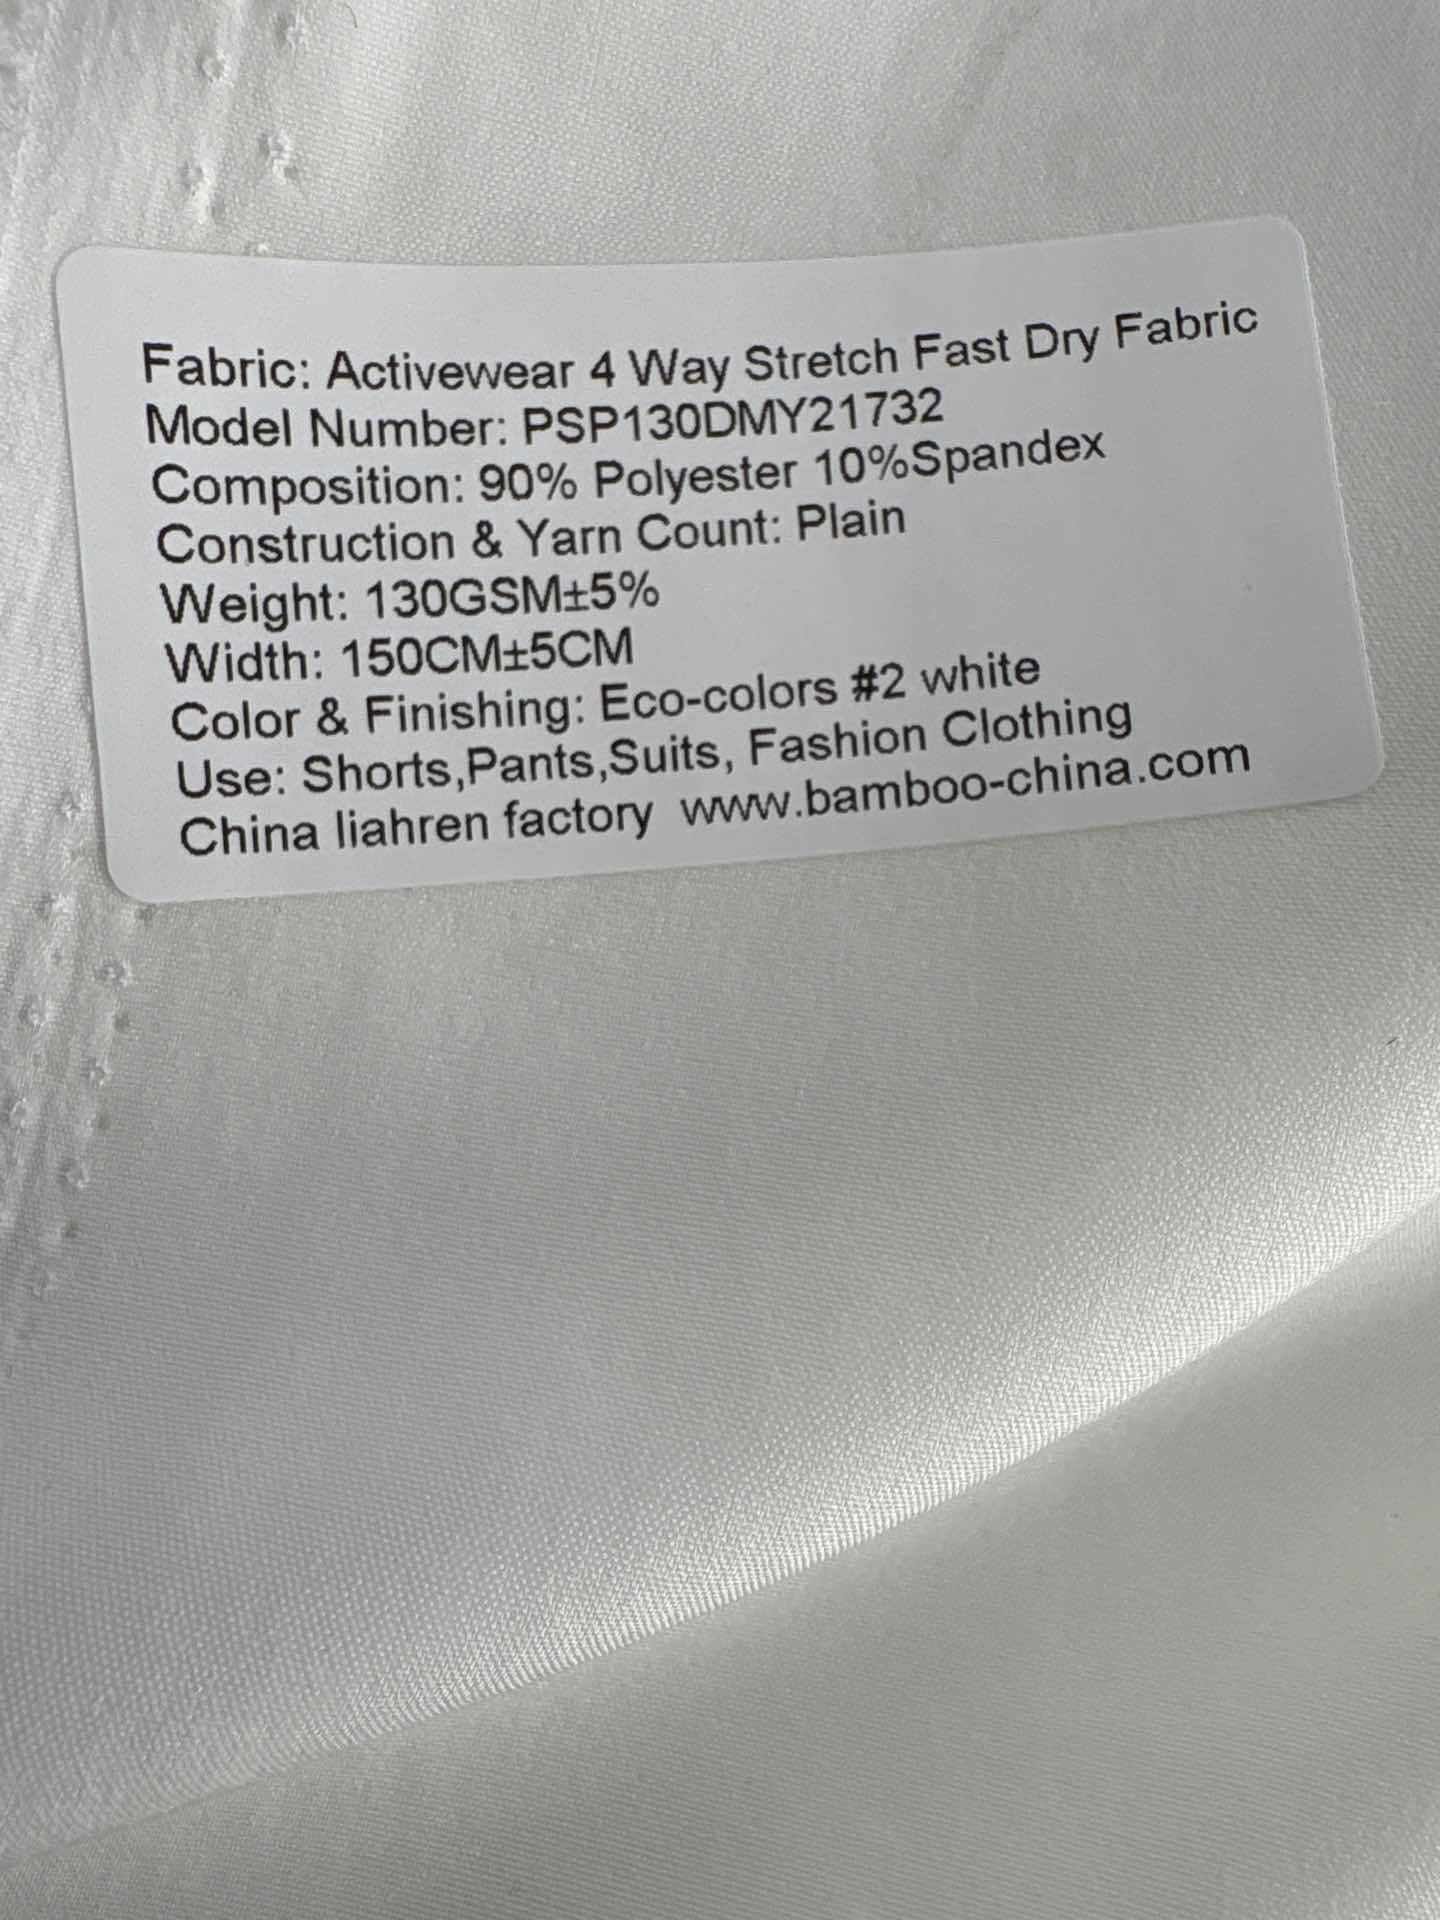 Fabric: Activewear 4 Way Stretch Fast Dry Fabric
Model Number: PSP130DMY21732
Composition: 90% Polyester 10%Spandex
Construction & Yarn Count: Plain
Weight: 130GSM±5%
Width: 150CM±5CM
Color & Finishing: Eco-colors #2 white
Use: Shorts,Pants,Suits, Fashion Clothing
China liahren factory www.bamboo-china.com